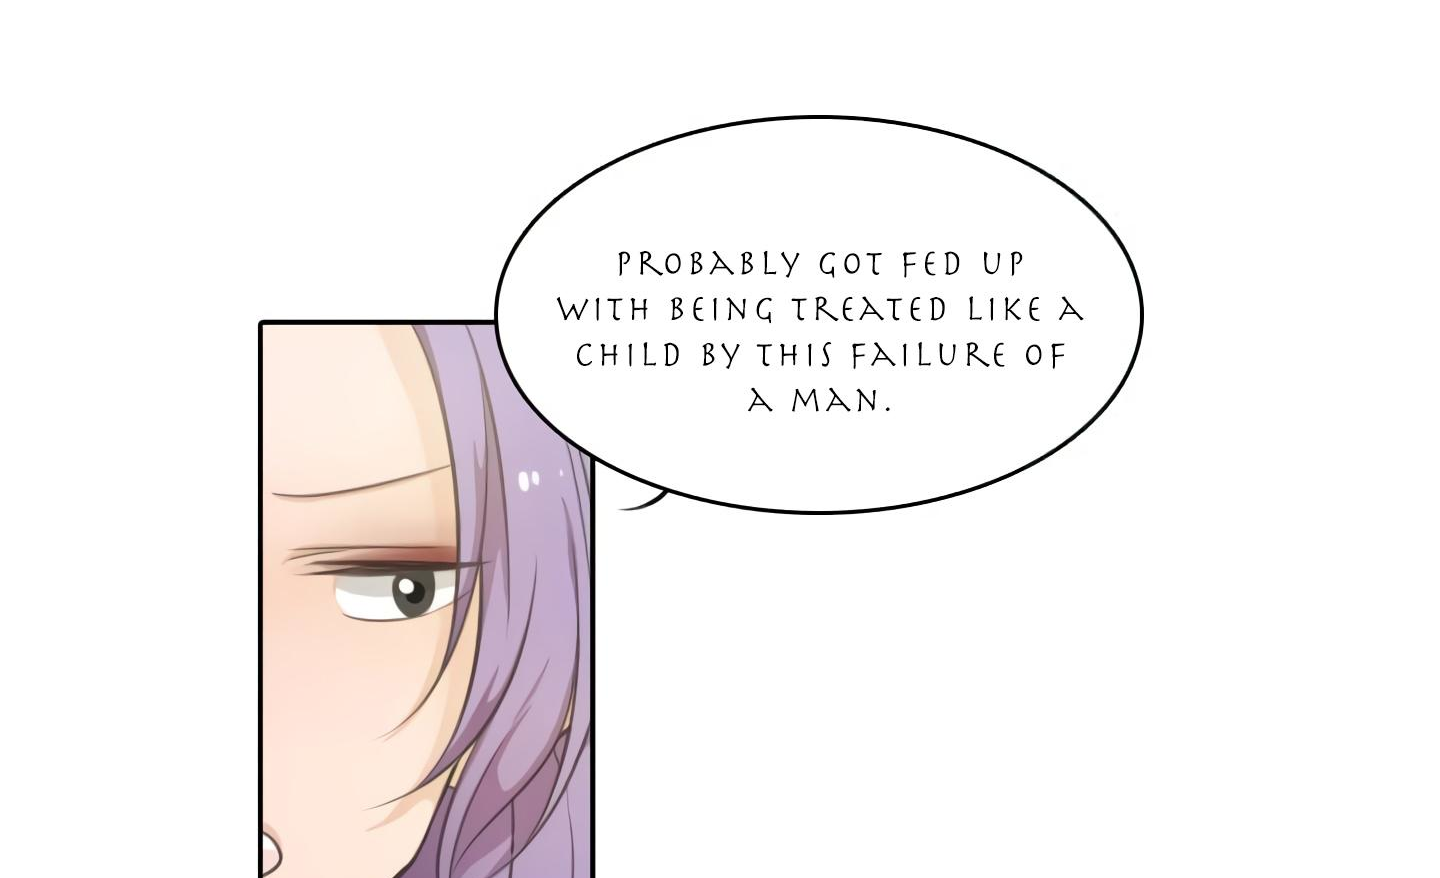 PROBABLY GOT FED UP
WITH BEING TREATED LIKE A
CHILD BY THIS FAILURE OF
A MAN.